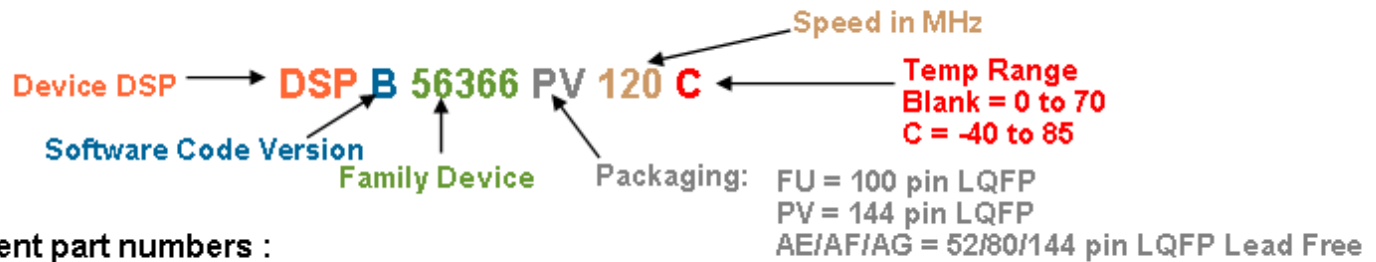 Speed in MHz
Device DSP
DSP B 56366 PV 120 C
Temp Range
Blank = 0 to 70
C = -40 to 85
Software Code Version
Family Device
Packaging:
FU = 100 pin LQFP
PV = 144 pin LQFP
AE/AF/AG = 52/80/144 pin LQFP Lead Free
part numbers :